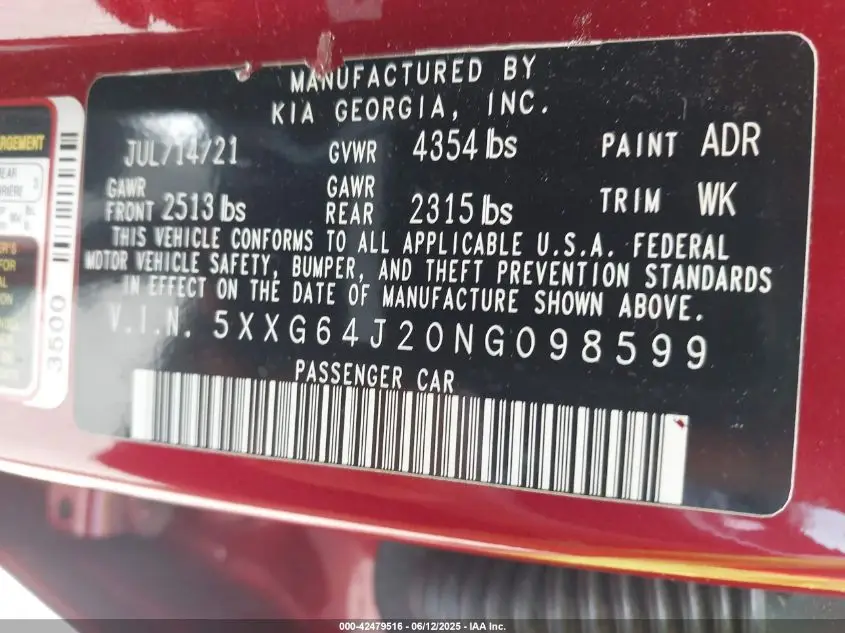 MANUFACTURED BY
KIA GEORGIA, INC.
JUL/14/21 GVWR 4354 lbs PAINT ADR
GAWR FRONT 2513 lbs GAWR REAR 2315 lbs TRIM WK
THIS VEHICLE CONFORMS TO ALL APPLICABLE U.S.A. FEDERAL
MOTOR VEHICLE SAFETY, BUMPER, AND THEFT PREVENTION STANDARDS
IN EFFECT ON THE DATE OF MANUFACTURE SHOWN ABOVE.
V.I.N. 5XXG64J20NG098599
PASSENGER CAR
3500
000-42479516 - 06/12/2025 - IAA Inc.